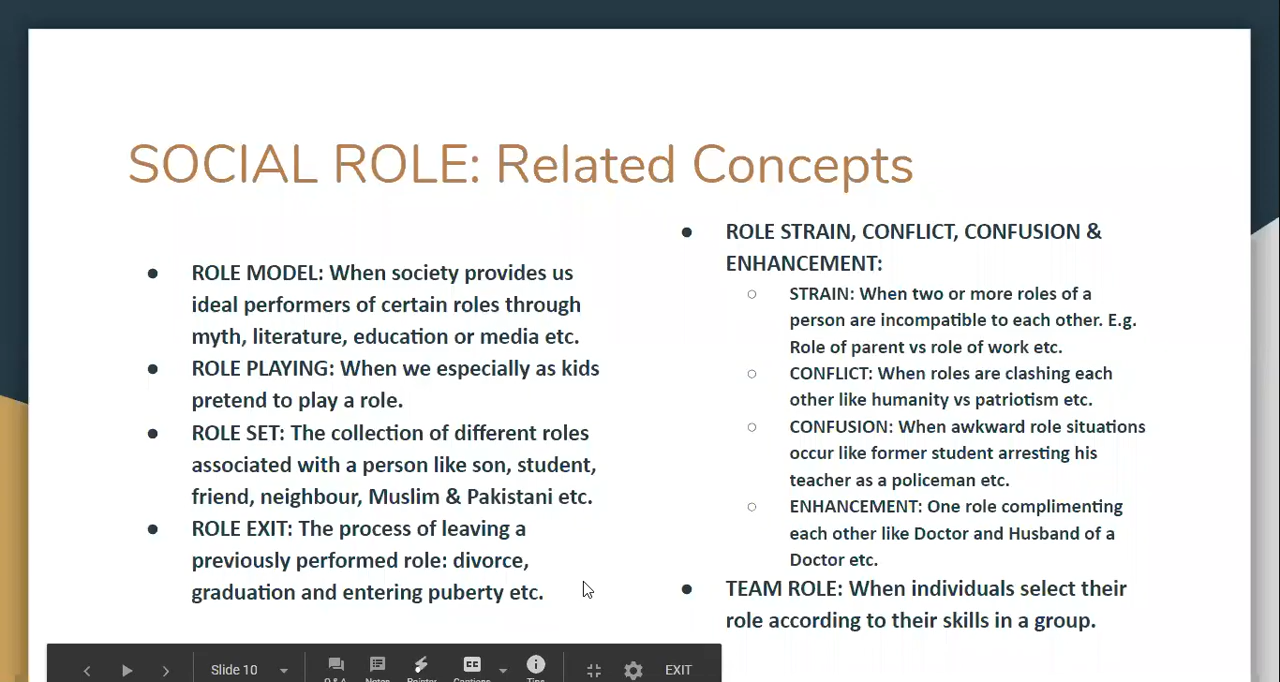 SOCIAL ROLE: Related Concepts
ROLE MODEL: When society provides us
ideal performers of certain roles through
myth, literature, education or media etc.
ROLE PLAYING: When we especially as kids
pretend to play a role.
ROLE SET: The collection of different roles
associated with a person like son, student,
friend, neighbour, Muslim & Pakistani etc.
ROLE EXIT: The process of leaving a
previously performed role: divorce,
graduation and entering puberty etc.
ROLE STRAIN, CONFLICT, CONFUSION &
ENHANCEMENT:
STRAIN: When two or more roles of a
person are incompatible to each other. E.g.
Role of parent vs role of work etc.
CONFLICT: When roles are clashing each
other like humanity vs patriotism etc.
CONFUSION: When awkward role situations
occur like former student arresting his
teacher as a policeman etc.
ENHANCEMENT: One role complimenting
each other like Doctor and Husband of a
Doctor etc.
TEAM ROLE: When individuals select their
role according to their skills in a group.
Slide 10
Q & A
Notes
Pointer
CC
Captions
Tips
EXIT